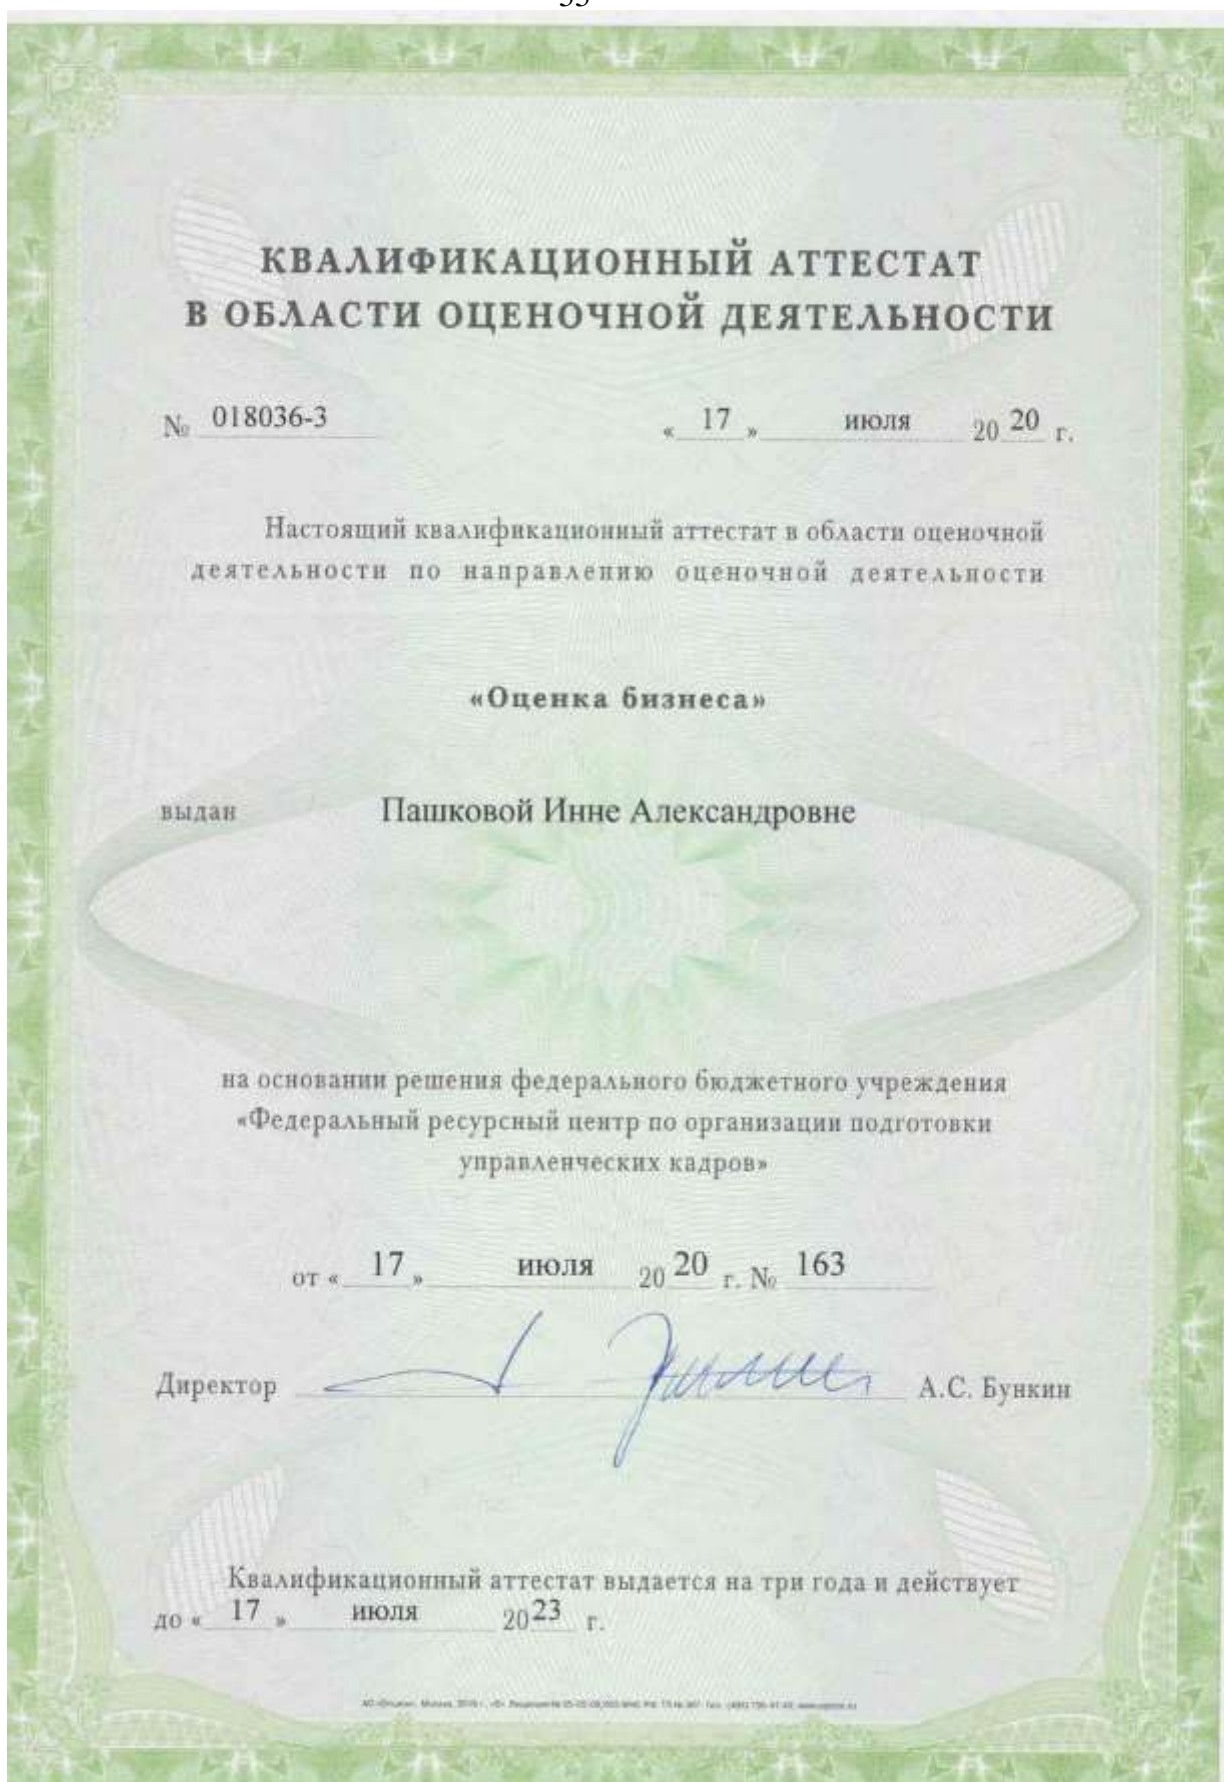 КВАЛИФИКАЦИОННЫЙ АТТЕСТАТ
В ОБЛАСТИ ОЦЕНОЧНОЙ ДЕЯТЕЛЬНОСТИ
№ 018036-3 « 17 » июля 20 20 г.
Настоящий квалификационный аттестат в области оценочной
деятельности по направлению оценочной деятельности
«Оценка бизнеса»
выдан Пашковой Инне Александровне
на основании решения федерального бюджетного учреждения
«Федеральный ресурсный центр по организации подготовки
управленческих кадров»
от « 17 » июля 20 20 г. № 163
Директор А.С. Бункин
Квалификационный аттестат выдается на три года и действует
до « 17 » июля 2023 г.